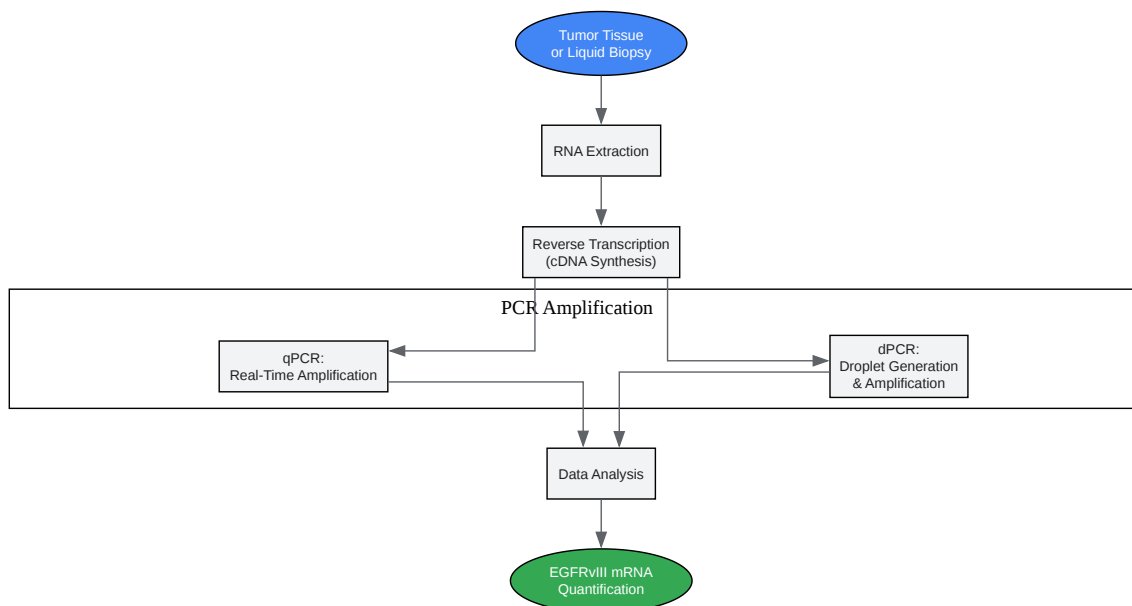 Tumor Tissue
or Liquid Biopsy
RNA Extraction
Reverse Transcription
(cDNA Synthesis)
PCR Amplification
qPCR:
Real-Time Amplification
dPCR:
Droplet Generation
& Amplification
Data Analysis
EGFRvIII mRNA
Quantification